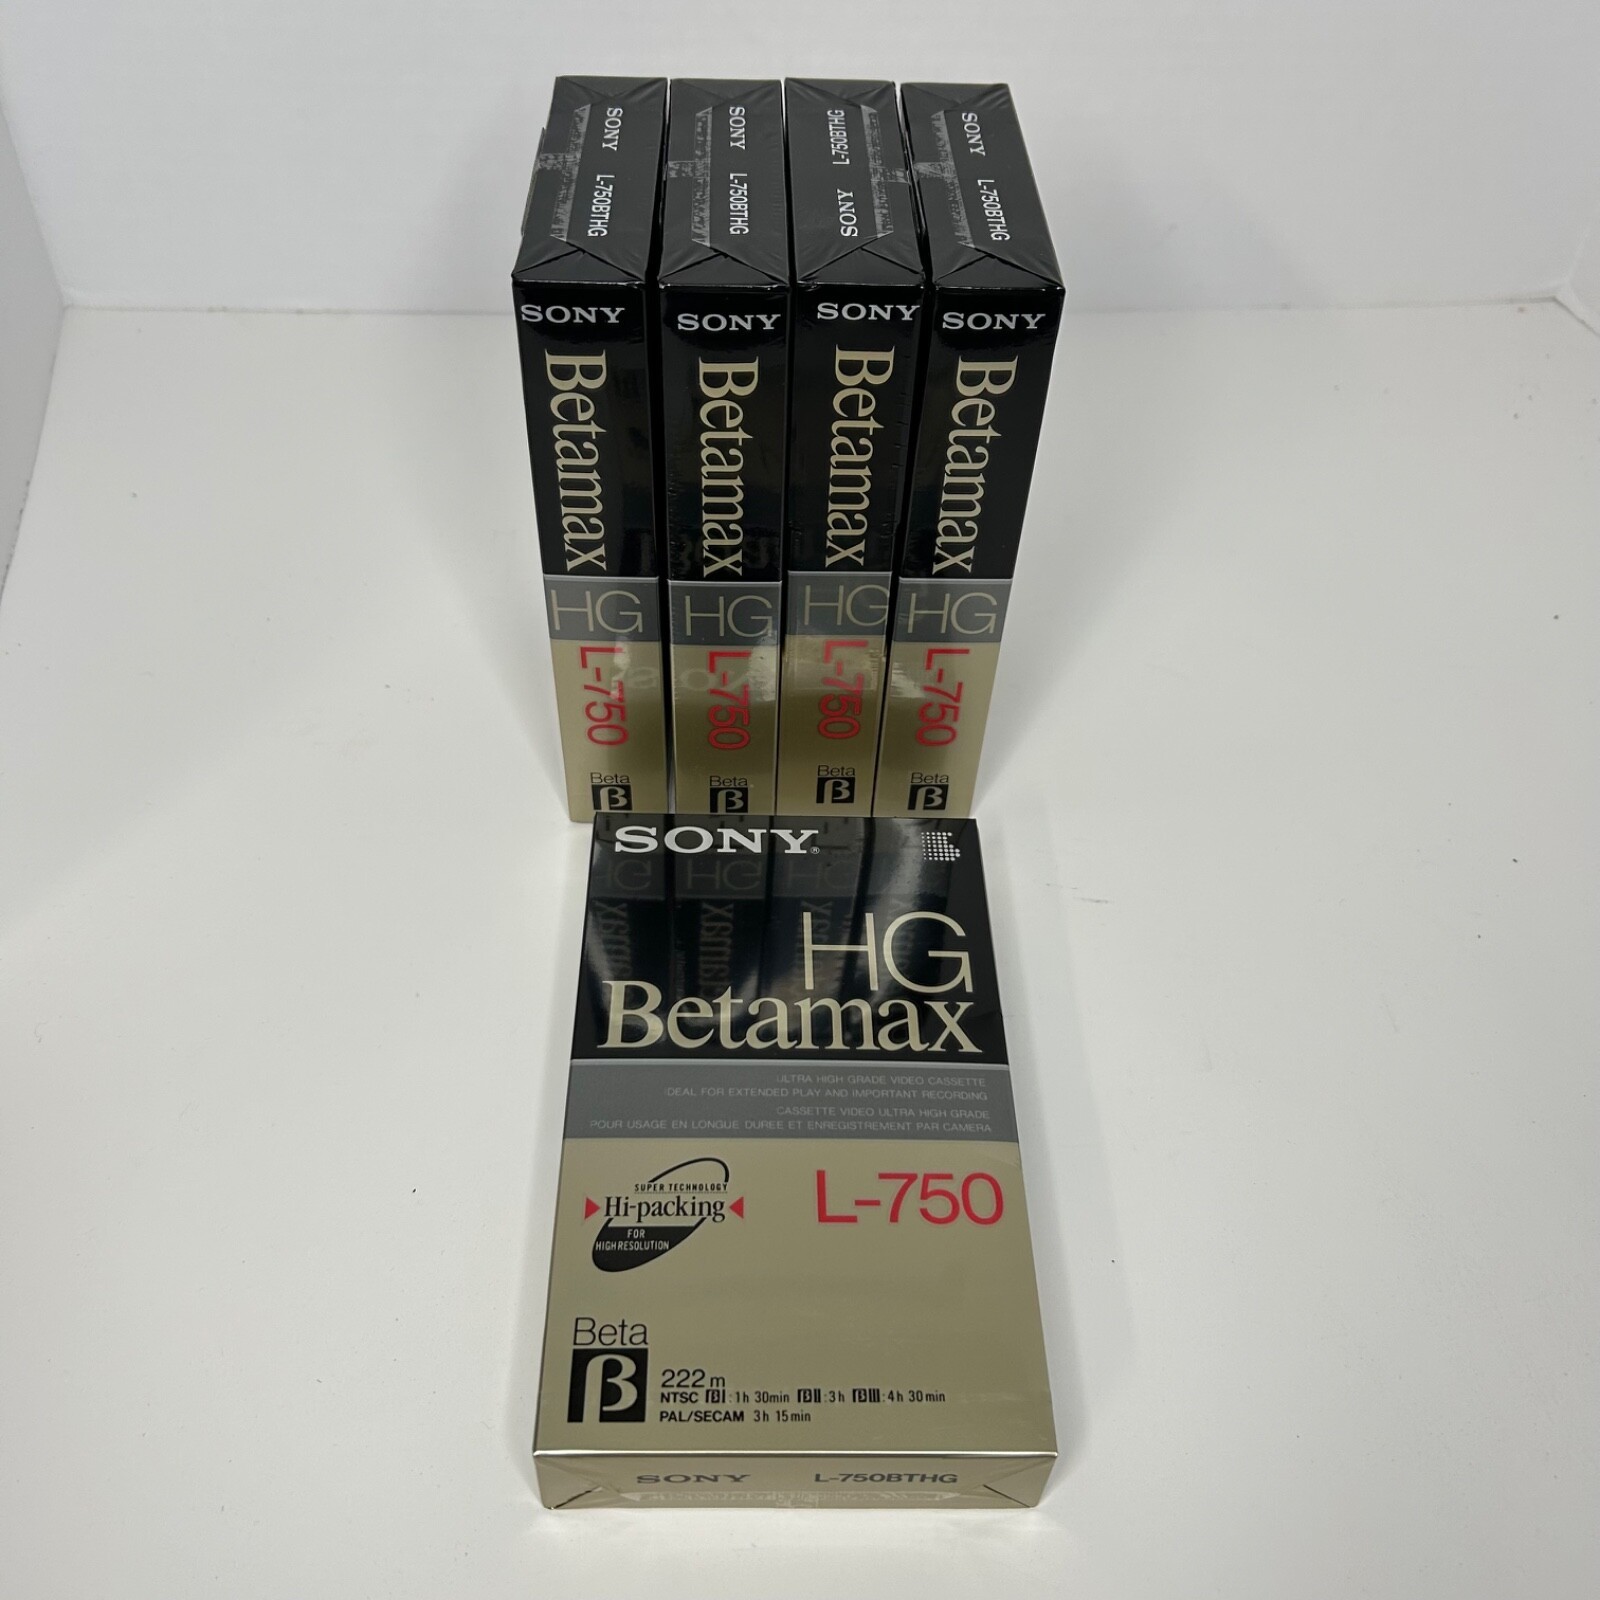 SONY L-750BTHG
SONY L-750BTHG
SONY L-750BTHG
SONY L-750BTHG
SONY
Betamax
HG
L-750
Beta
β
SONY
Betamax
HG
L-750
Beta
β
SONY
Betamax
HG
L-750
Beta
β
SONY
Betamax
HG
L-750
Beta
β
SONY®
HG
Betamax
ULTRA HIGH GRADE VIDEO CASSETTE
IDEAL FOR EXTENDED PLAY AND IMPORTANT RECORDING
CASSETTE VIDEO ULTRA HIGH GRADE
POUR USAGE EN LONGUE DUREE ET ENREGISTREMENT PAR CAMERA
SUPER TECHNOLOGY
Hi-packing
FOR
HIGH RESOLUTION
L-750
Beta
β
222 m
NTSC βI : 1h 30min βII : 3h βIII : 4h 30min
PAL/SECAM 3h 15min
SONY L-750BTHG